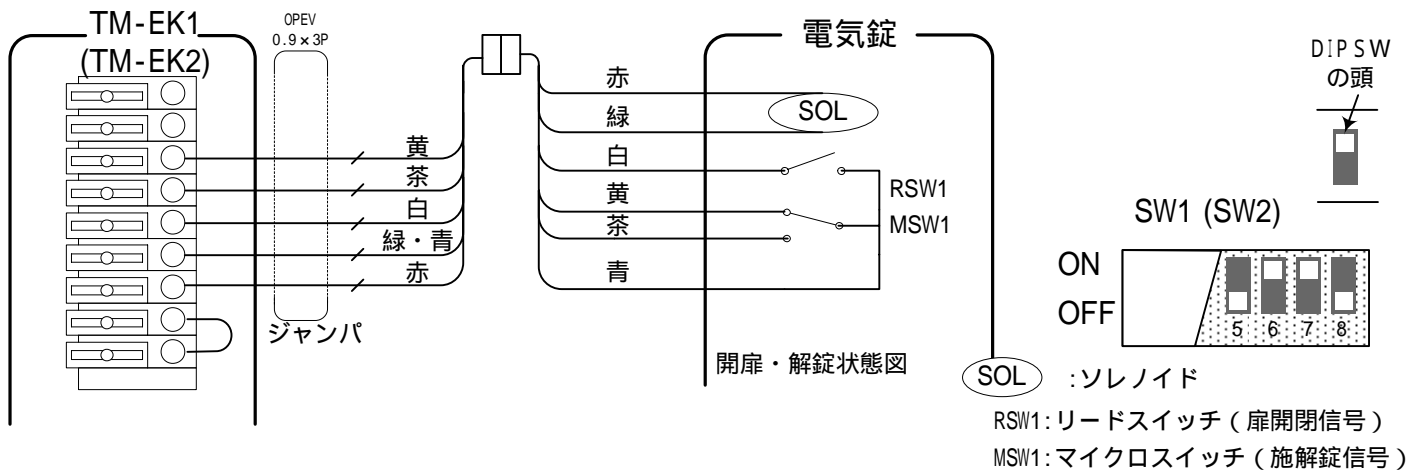 TM-EK1
(TM-EK2)
OPEV
0.9×3P
電気錠
DIPSW
の頭
赤
緑
白
黄
茶
青
SOL
RSW1
MSW1
黄
茶
白
緑・青
赤
ジャンパ
SW1 (SW2)
ON
OFF
5 6 7 8
開扉・解錠状態図
SOL :ソレノイド
RSW1:リードスイッチ(扉開閉信号)
MSW1:マイクロスイッチ(施解錠信号)